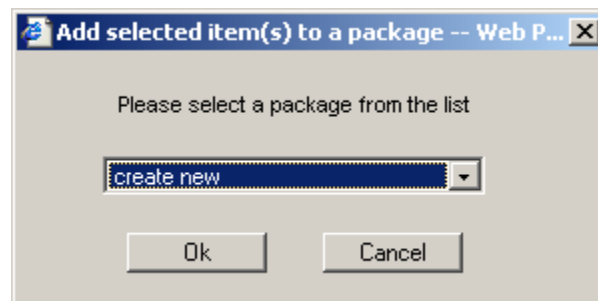 Add selected item(s) to a package -- Web P...
Please select a package from the list
create new
Ok
Cancel